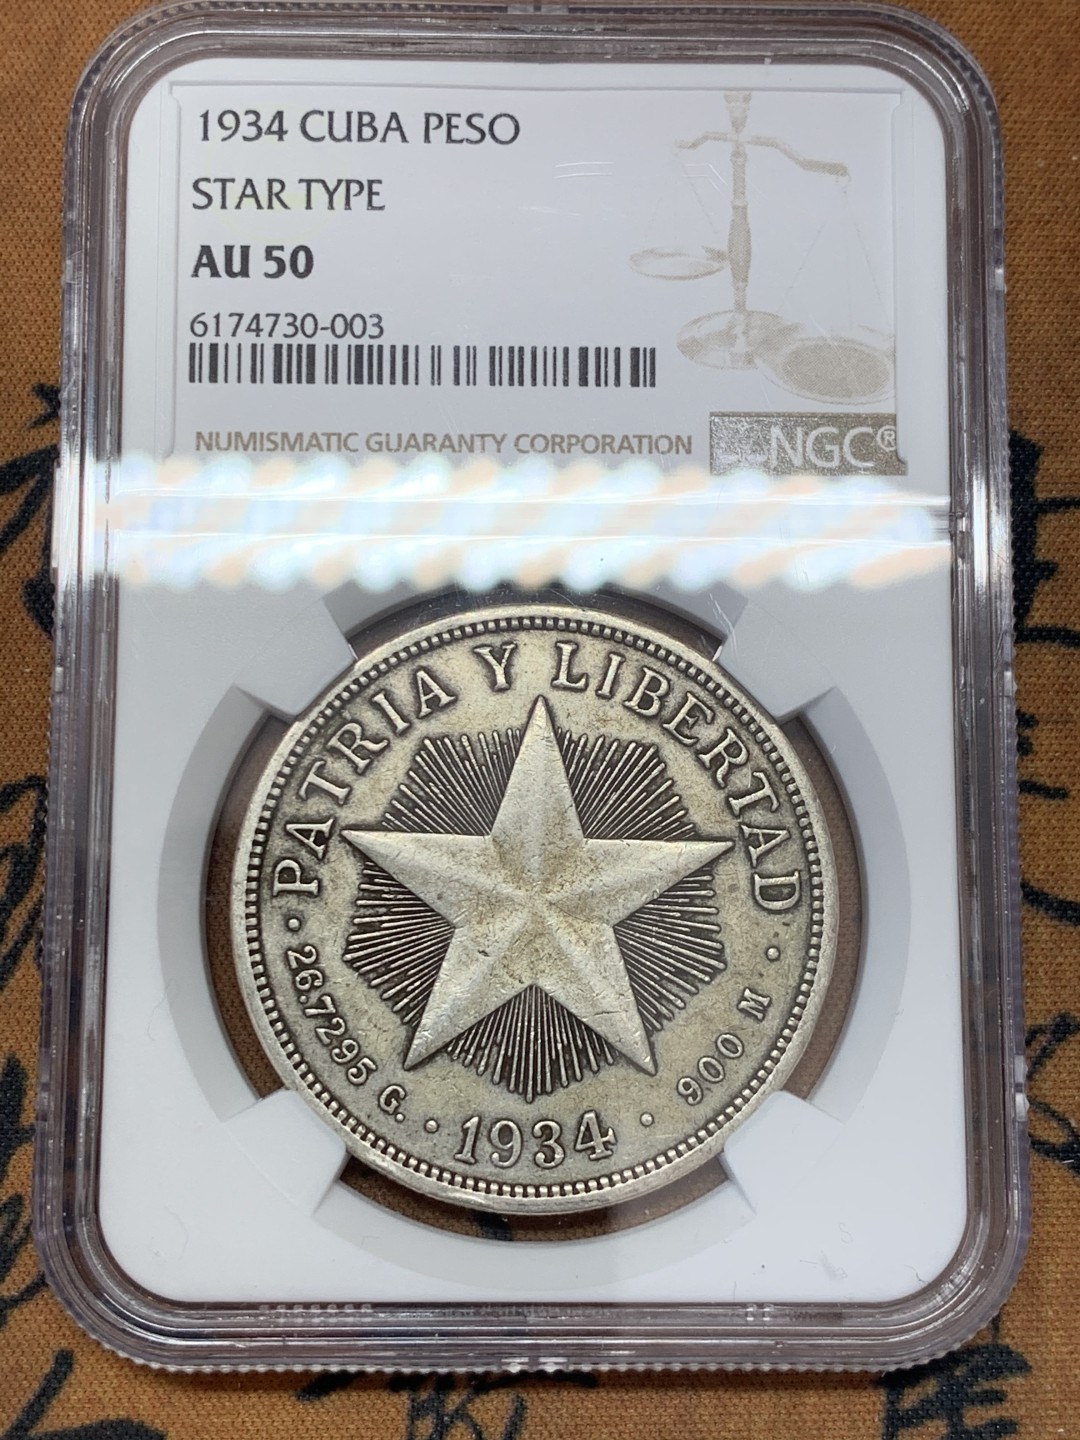 1934 CUBA PESO
STAR TYPE
AU 50
6174730-003
NUMISMATIC GUARANTY CORPORATION
NGC®
PATRIA Y LIBERTAD
26.7295 G.
1934
900 M